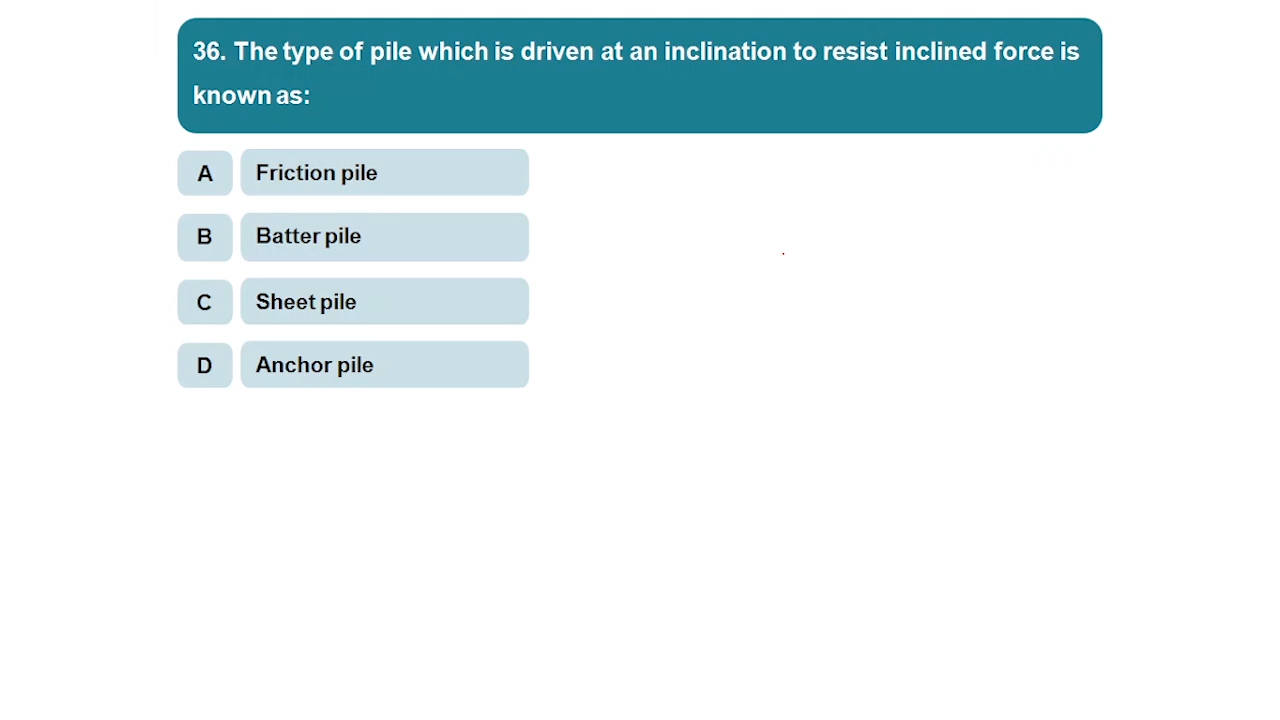 36. The type of pile which is driven at an inclination to resist inclined force is
known as:
A Friction pile
B Batter pile
C Sheet pile
D Anchor pile